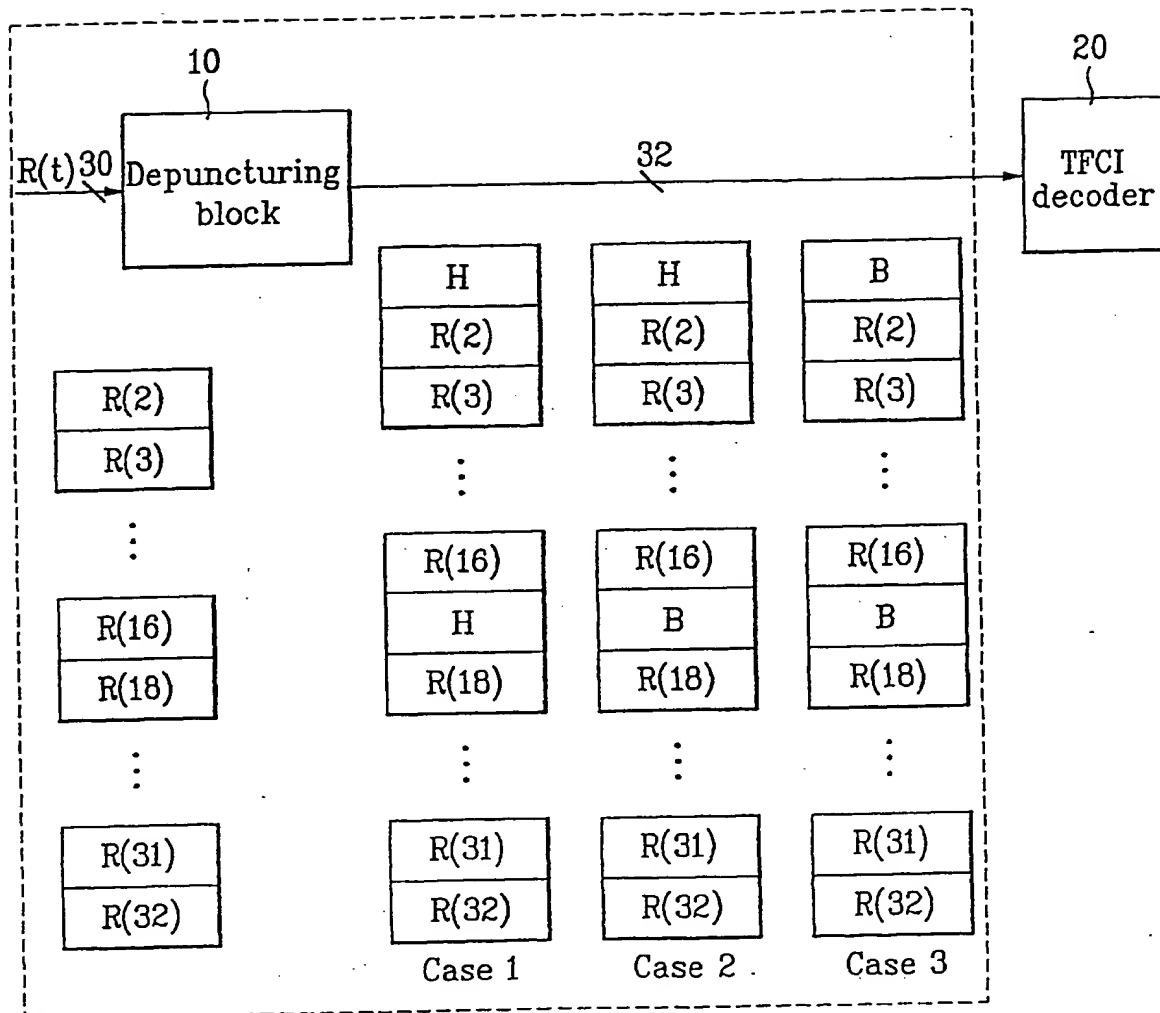 10
20
R(t) 30
Depuncturing
block
32
TFCI
decoder
R(2)
R(3)
R(16)
R(18)
R(31)
R(32)
H
R(2)
R(3)
R(16)
H
R(18)
R(31)
R(32)
Case 1
H
R(2)
R(3)
R(16)
B
R(18)
R(31)
R(32)
Case 2
B
R(2)
R(3)
R(16)
B
R(18)
R(31)
R(32)
Case 3